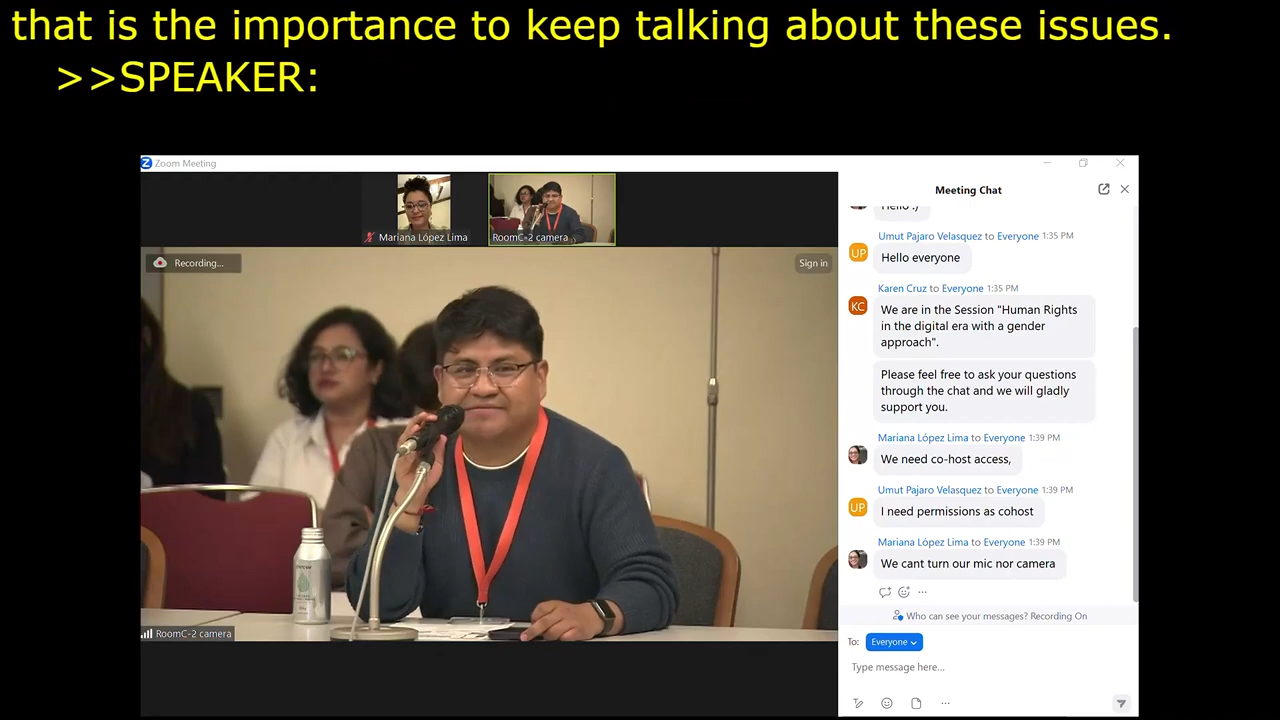 that is the importance to keep talking about these issues.
>>SPEAKER:
Zoom Meeting
Mariana López Lima
RoomC-2 camera
Recording...
Sign in
RoomC-2 camera
Meeting Chat
Hello :)
Umut Pajaro Velasquez to Everyone 1:35 PM
UP
Hello everyone
Karen Cruz to Everyone 1:35 PM
KC
We are in the Session "Human Rights
in the digital era with a gender
approach".
Please feel free to ask your questions
through the chat and we will gladly
support you.
Mariana López Lima to Everyone 1:39 PM
We need co-host access,
Umut Pajaro Velasquez to Everyone 1:39 PM
UP
I need permissions as cohost
Mariana López Lima to Everyone 1:39 PM
We cant turn our mic nor camera
Who can see your messages? Recording On
To: Everyone
Type message here...